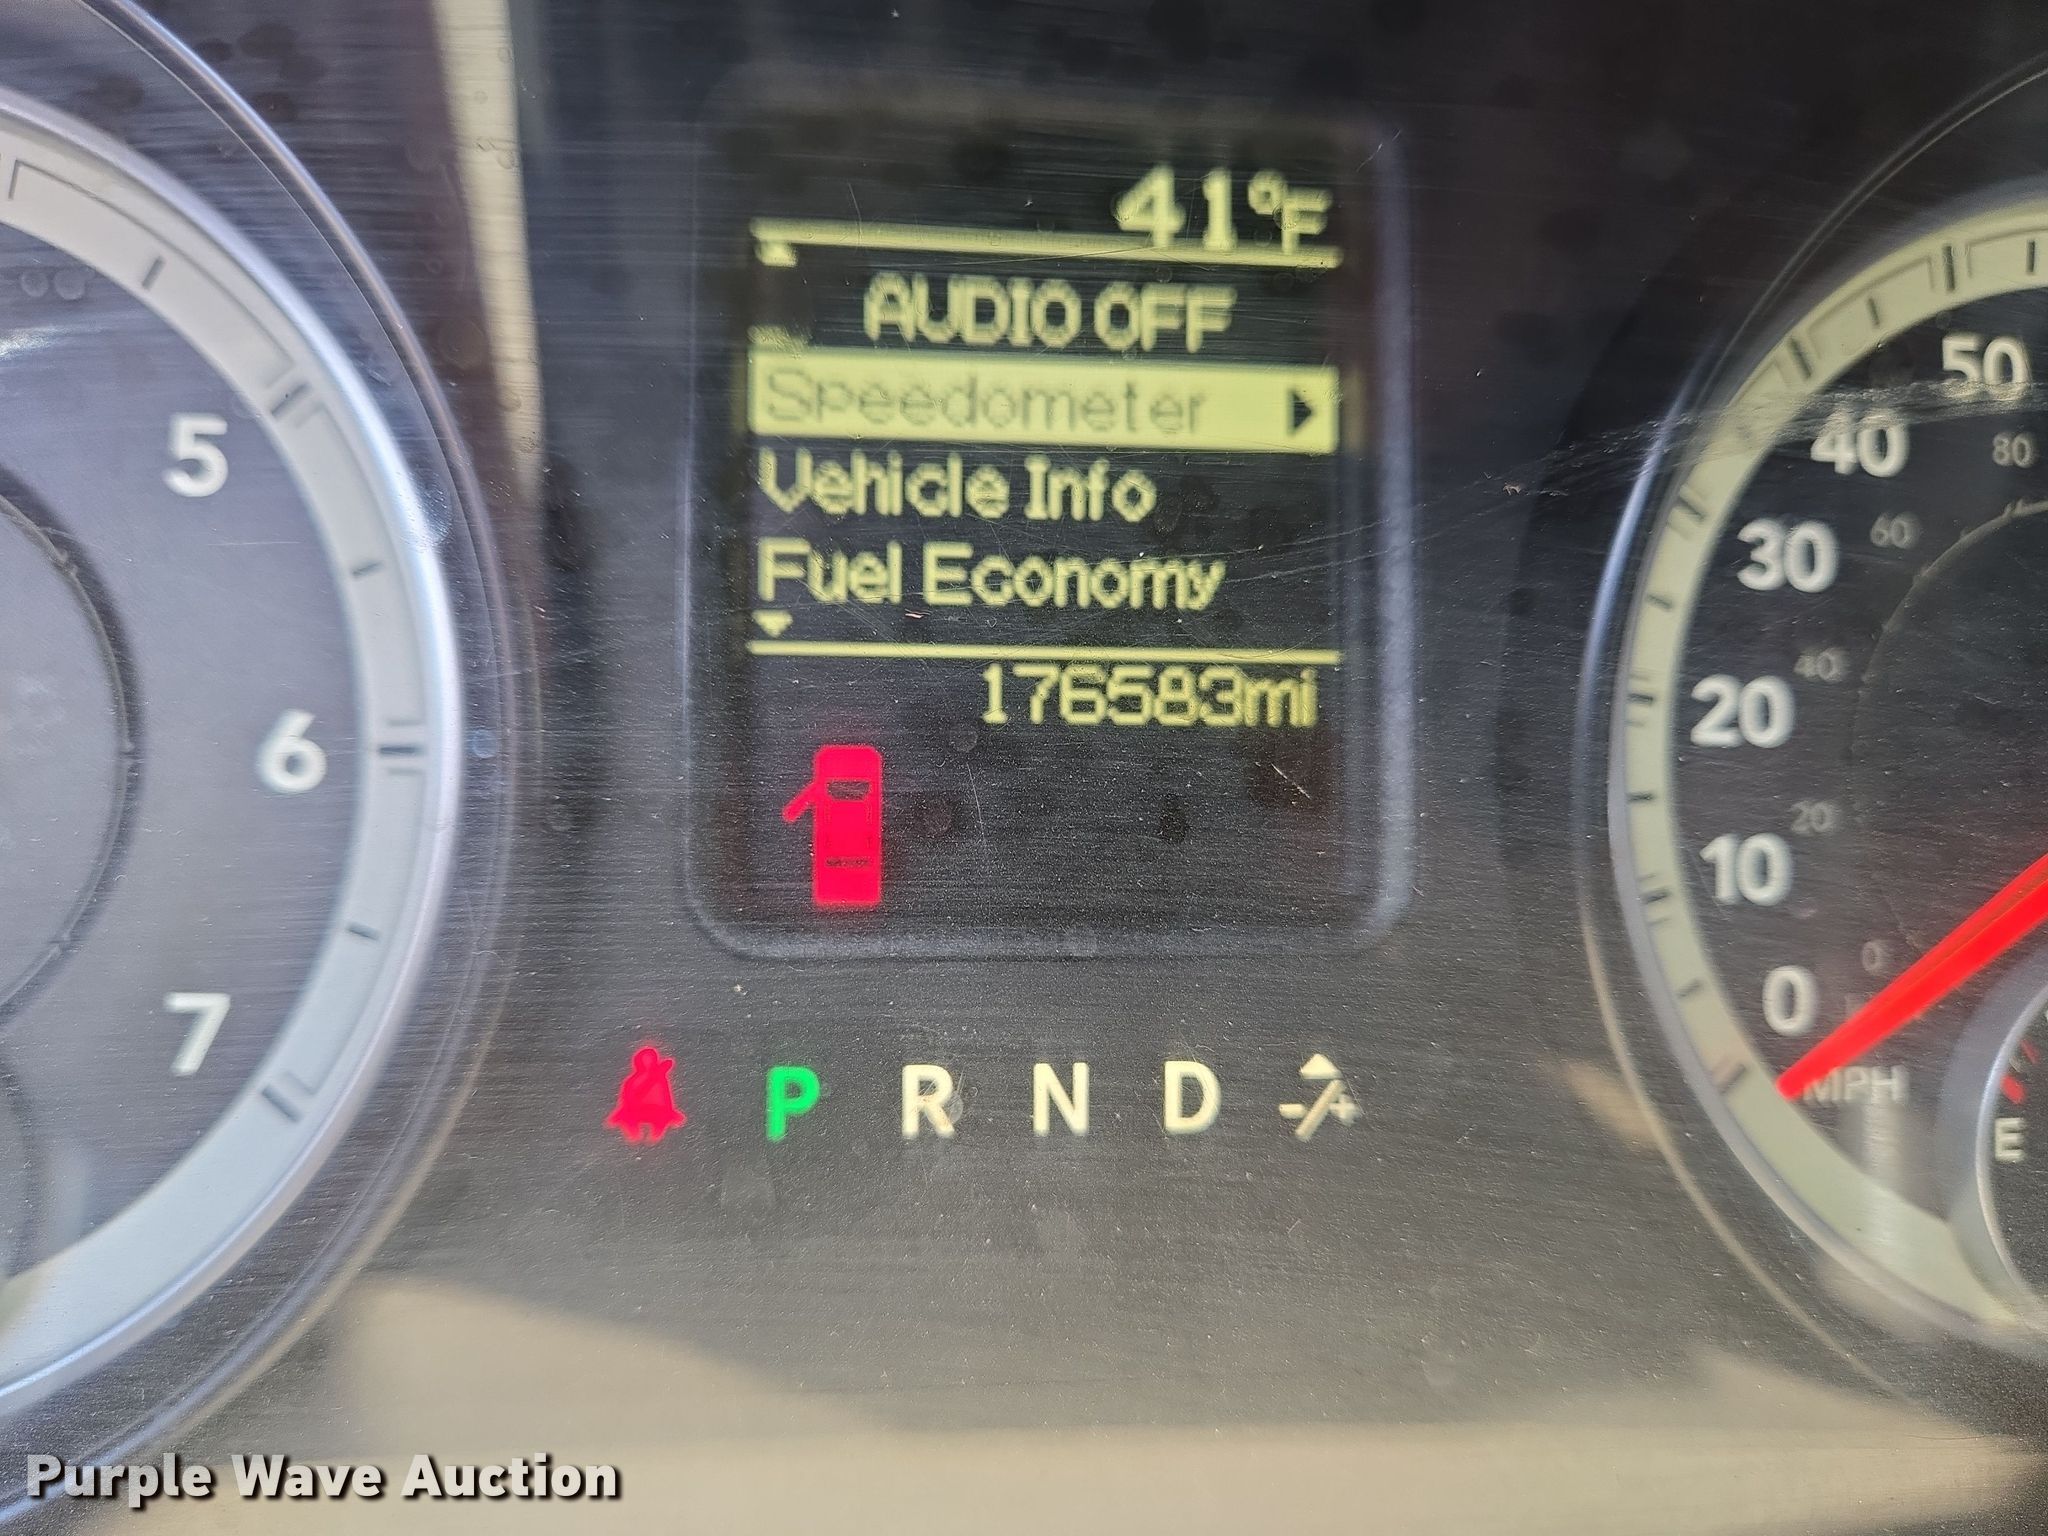 41°F
AUDIO OFF
Speedometer
Vehicle Info
Fuel Economy
176583mi
5
6
7
50
40
80
30
60
20
40
10
20
0
0
MPH
E
P R N D - +
Purple Wave Auction